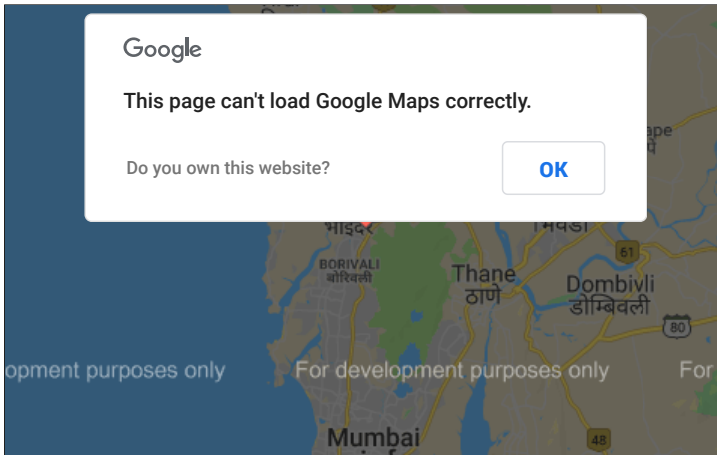 Google
This page can't load Google Maps correctly.
Do you own this website?
OK
भाईंदर
61
BORIVALI
बोरिवली
Thane
ठाणे
Dombivli
डोम्बिवली
80
opment purposes only
For development purposes only
For
Mumbai
48